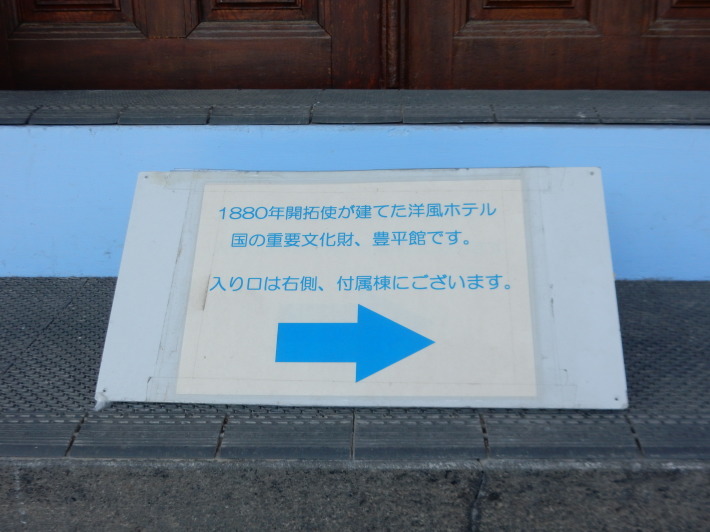 1880年開拓使が建てた洋風ホテル
国の重要文化財、豊平館です。
入り口は右側、付属棟にございます。